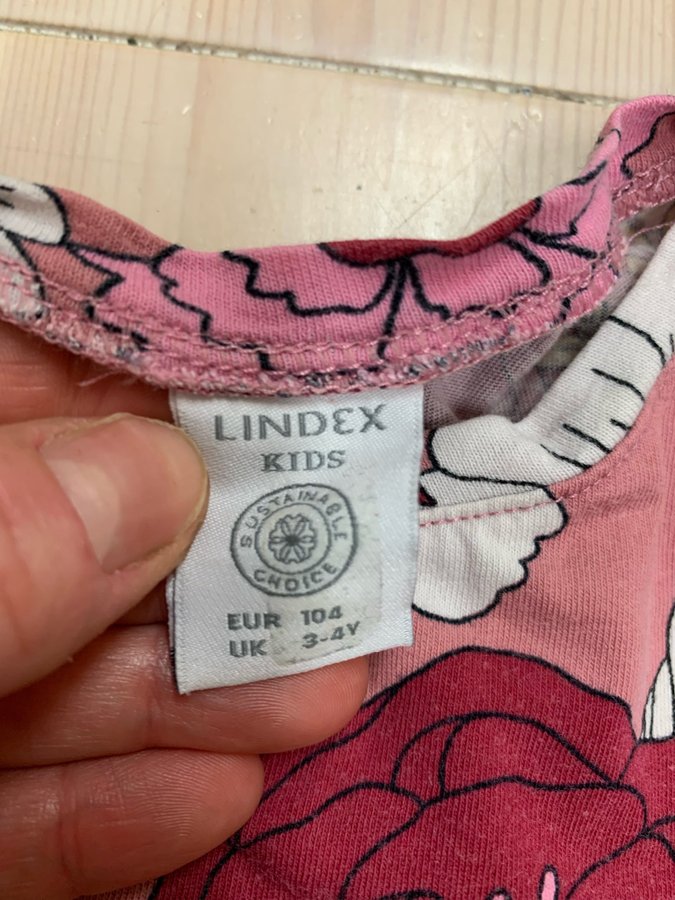 LINDEX
KIDS
SUSTAINABLE
CHOICE
EUR 104
UK 3-4Y